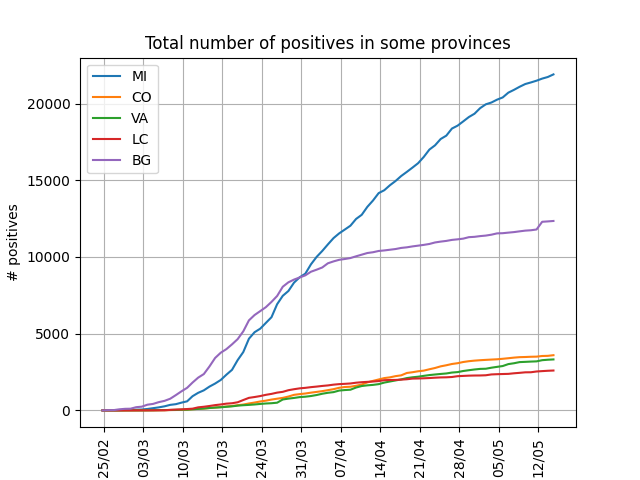 Total number of positives in some provinces
MI
CO
VA
LC
BG
# positives
20000
15000
10000
5000
0
25/02
03/03
10/03
17/03
24/03
31/03
07/04
14/04
21/04
28/04
05/05
12/05